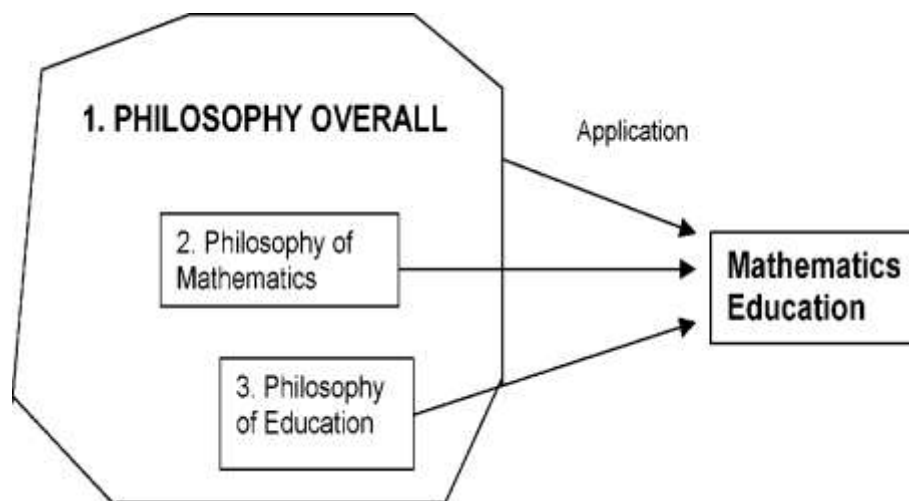 1. PHILOSOPHY OVERALL
Application
2. Philosophy of
Mathematics
Mathematics
Education
3. Philosophy
of Education